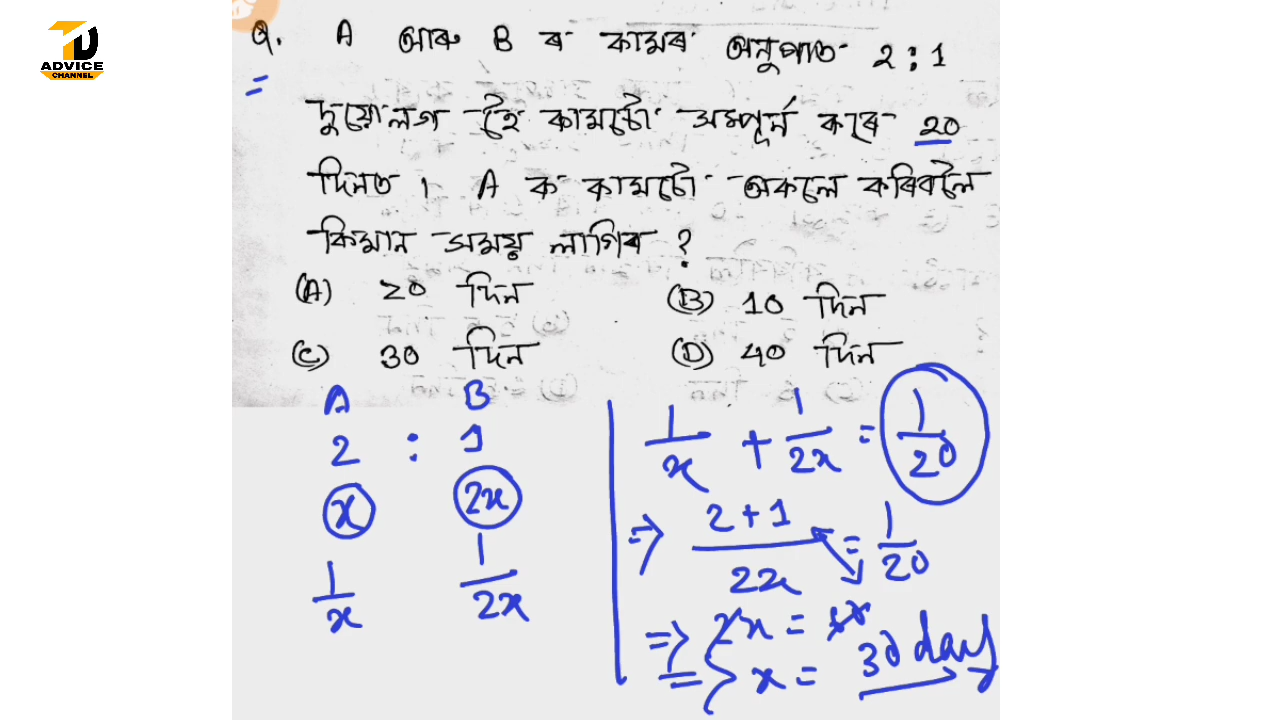 TD
ADVICE
CHANNEL
Q. A আৰু B ৰ কামৰ অনুপাত 2 : 1
দুয়োলগ হৈ কামটো সম্পূৰ্ন কৰে 20
দিনত । A ক কামটো অকলে কৰিবলৈ
কিমান সময় লাগিব ?
(A) 20 দিন (B) 10 দিন
(C) 30 দিন (D) 40 দিন
A B
2 : 1
x 2x
1/x 1/2x
1/x + 1/2x = 1/20
=> 2+1/2x = 1/20
=> 2x =
x = 30 day